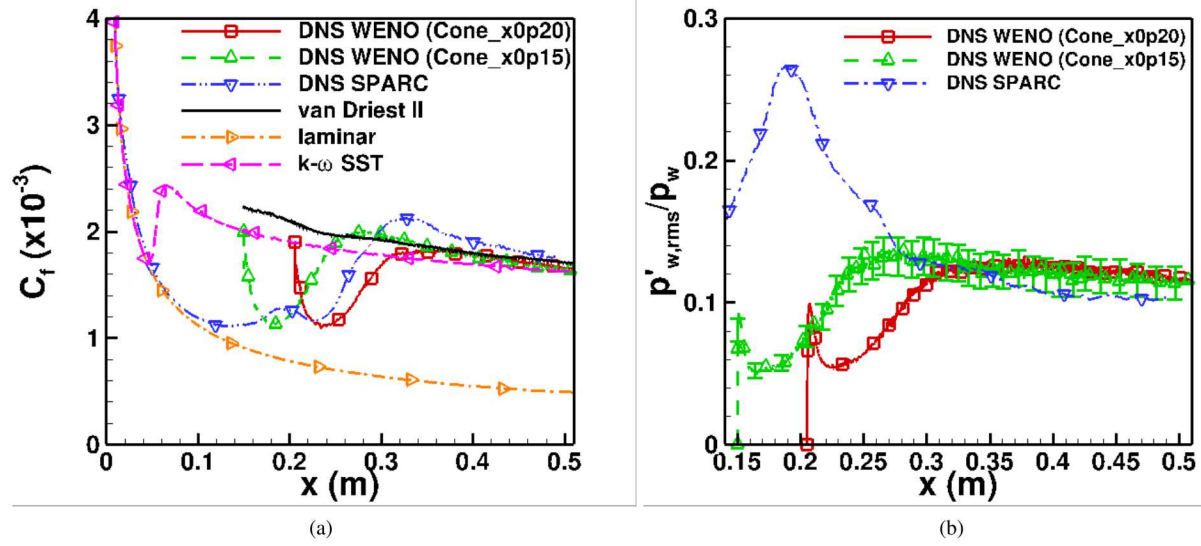 4
3
2
1
0
C_f (x10^-3)
DNS WENO (Cone_x0p20)
DNS WENO (Cone_x0p15)
DNS SPARC
van Driest II
laminar
k-ω SST
0 0.1 0.2 0.3 0.4 0.5
x (m)
(a)
0.3
0.2
0.1
0
p'_w,rms/p_w
DNS WENO (Cone_x0p20)
DNS WENO (Cone_x0p15)
DNS SPARC
0.15 0.2 0.25 0.3 0.35 0.4 0.45 0.5
x (m)
(b)